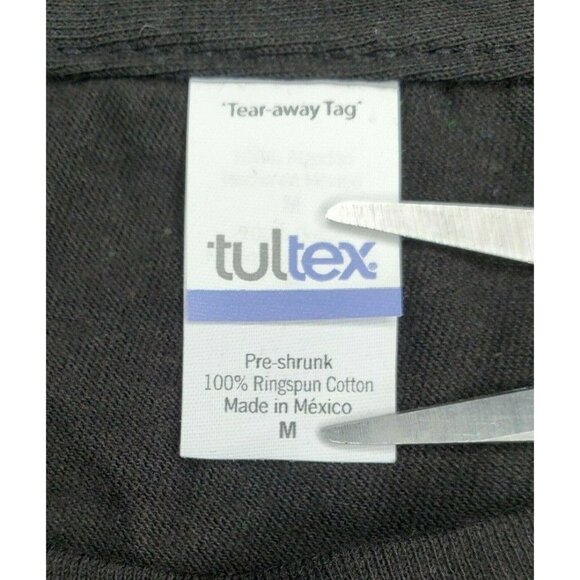 "Tear-away Tag"
tultex®
Pre-shrunk
100% Ringspun Cotton
Made in México
M